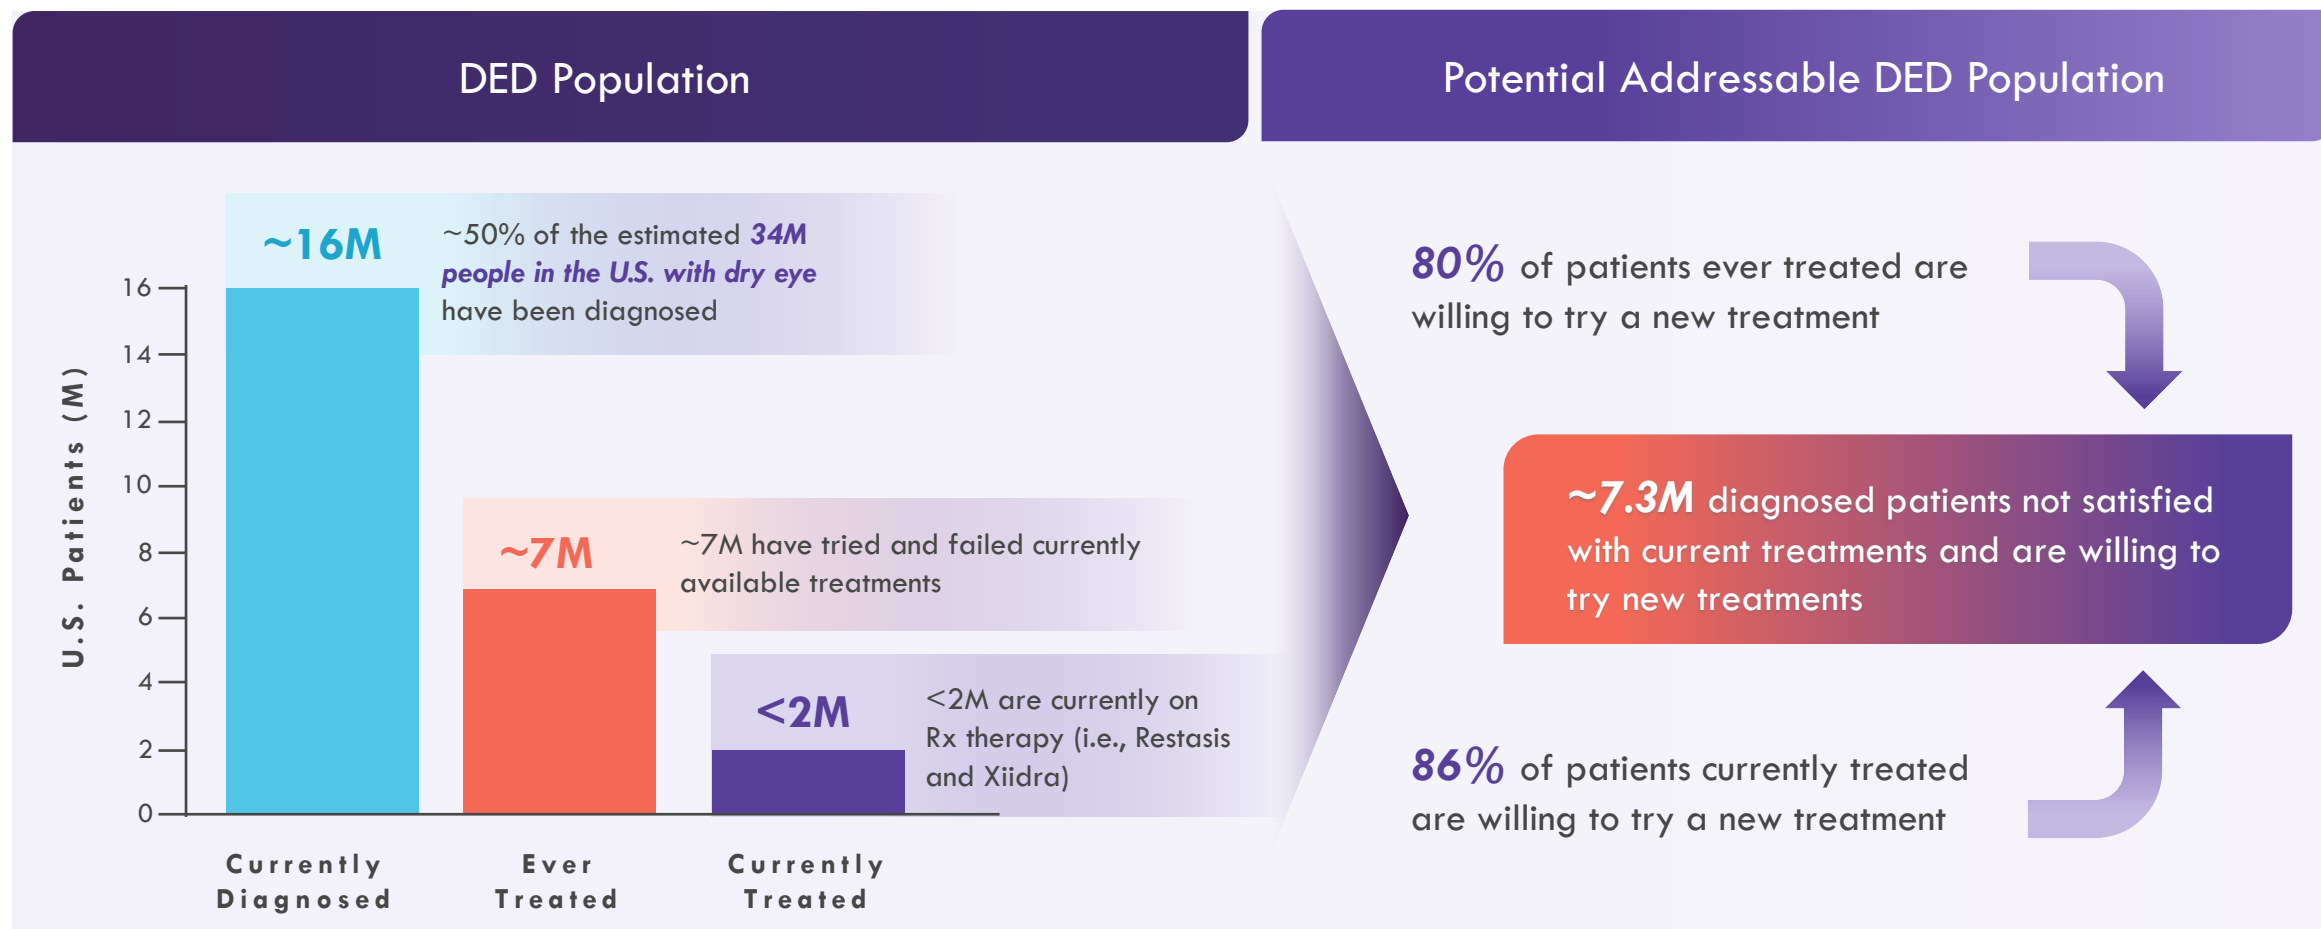 DED Population
Potential Addressable DED Population
~16M
~50% of the estimated 34M
people in the U.S. with dry eye
have been diagnosed
U.S. Patients (M)
16
14
12
10
8
6
4
2
0
~7M
~7M have tried and failed currently
available treatments
<2M
<2M are currently on
Rx therapy (i.e., Restasis
and Xiidra)
Currently
Diagnosed
Ever
Treated
Currently
Treated
80% of patients ever treated are
willing to try a new treatment
~7.3M diagnosed patients not satisfied
with current treatments and are willing to
try new treatments
86% of patients currently treated
are willing to try a new treatment